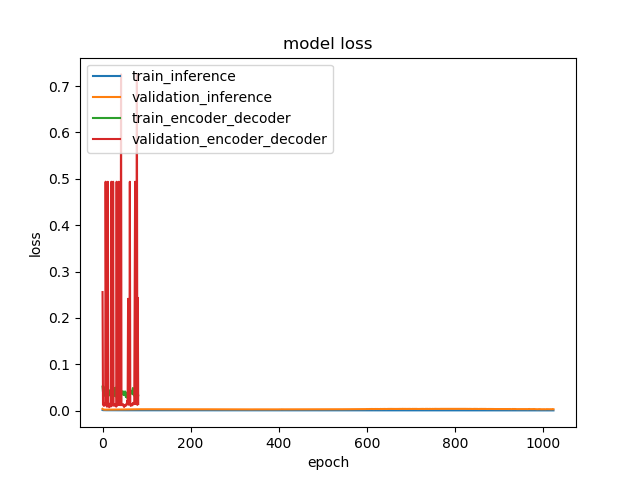 model loss
train_inference
validation_inference
train_encoder_decoder
validation_encoder_decoder
0.7
0.6
0.5
0.4
0.3
0.2
0.1
0.0
loss
0
200
400
600
800
1000
epoch